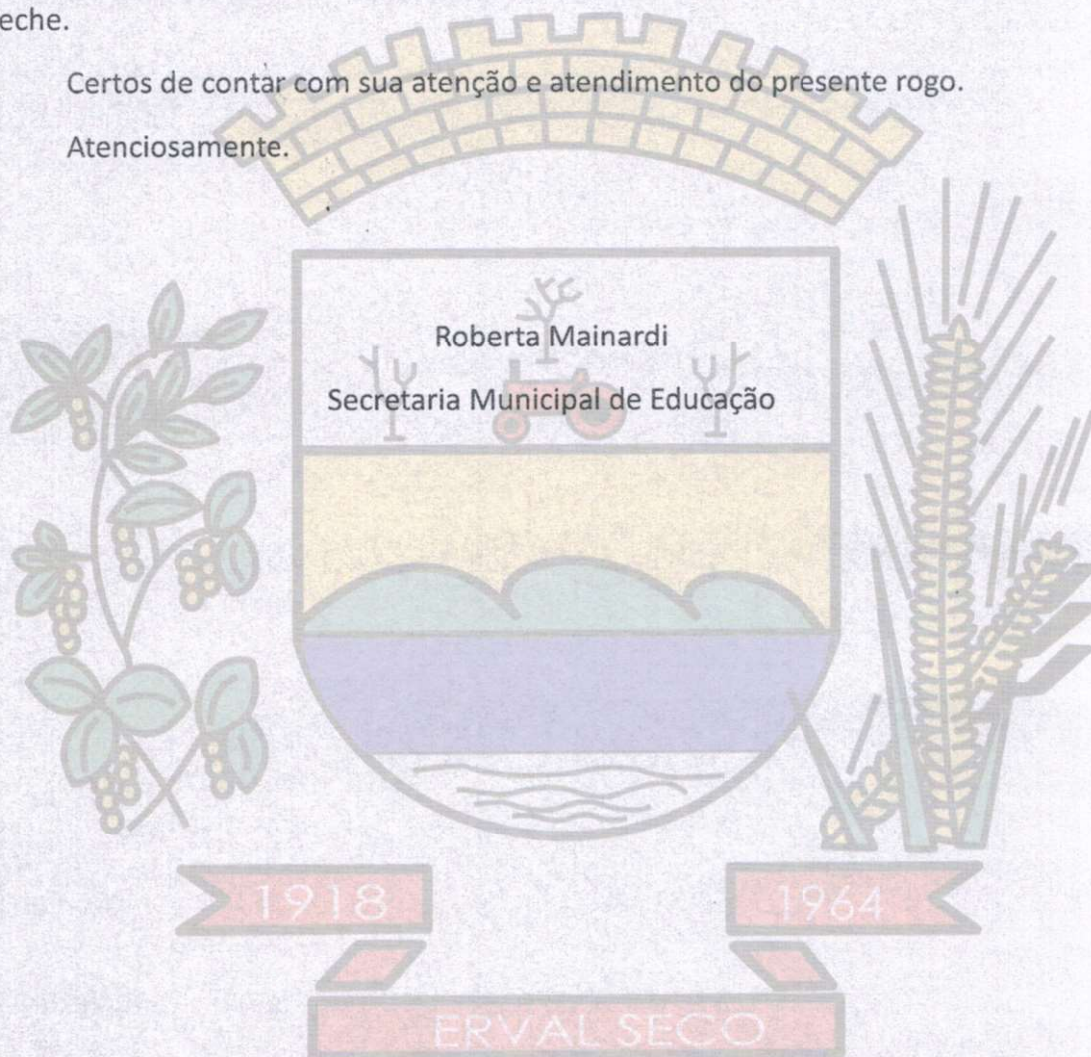 eche.
Certos de contar com sua atenção e atendimento do presente rogo.
Atenciosamente.
Roberta Mainardi
Secretaria Municipal de Educação
1918
1964
ERVAL SECO